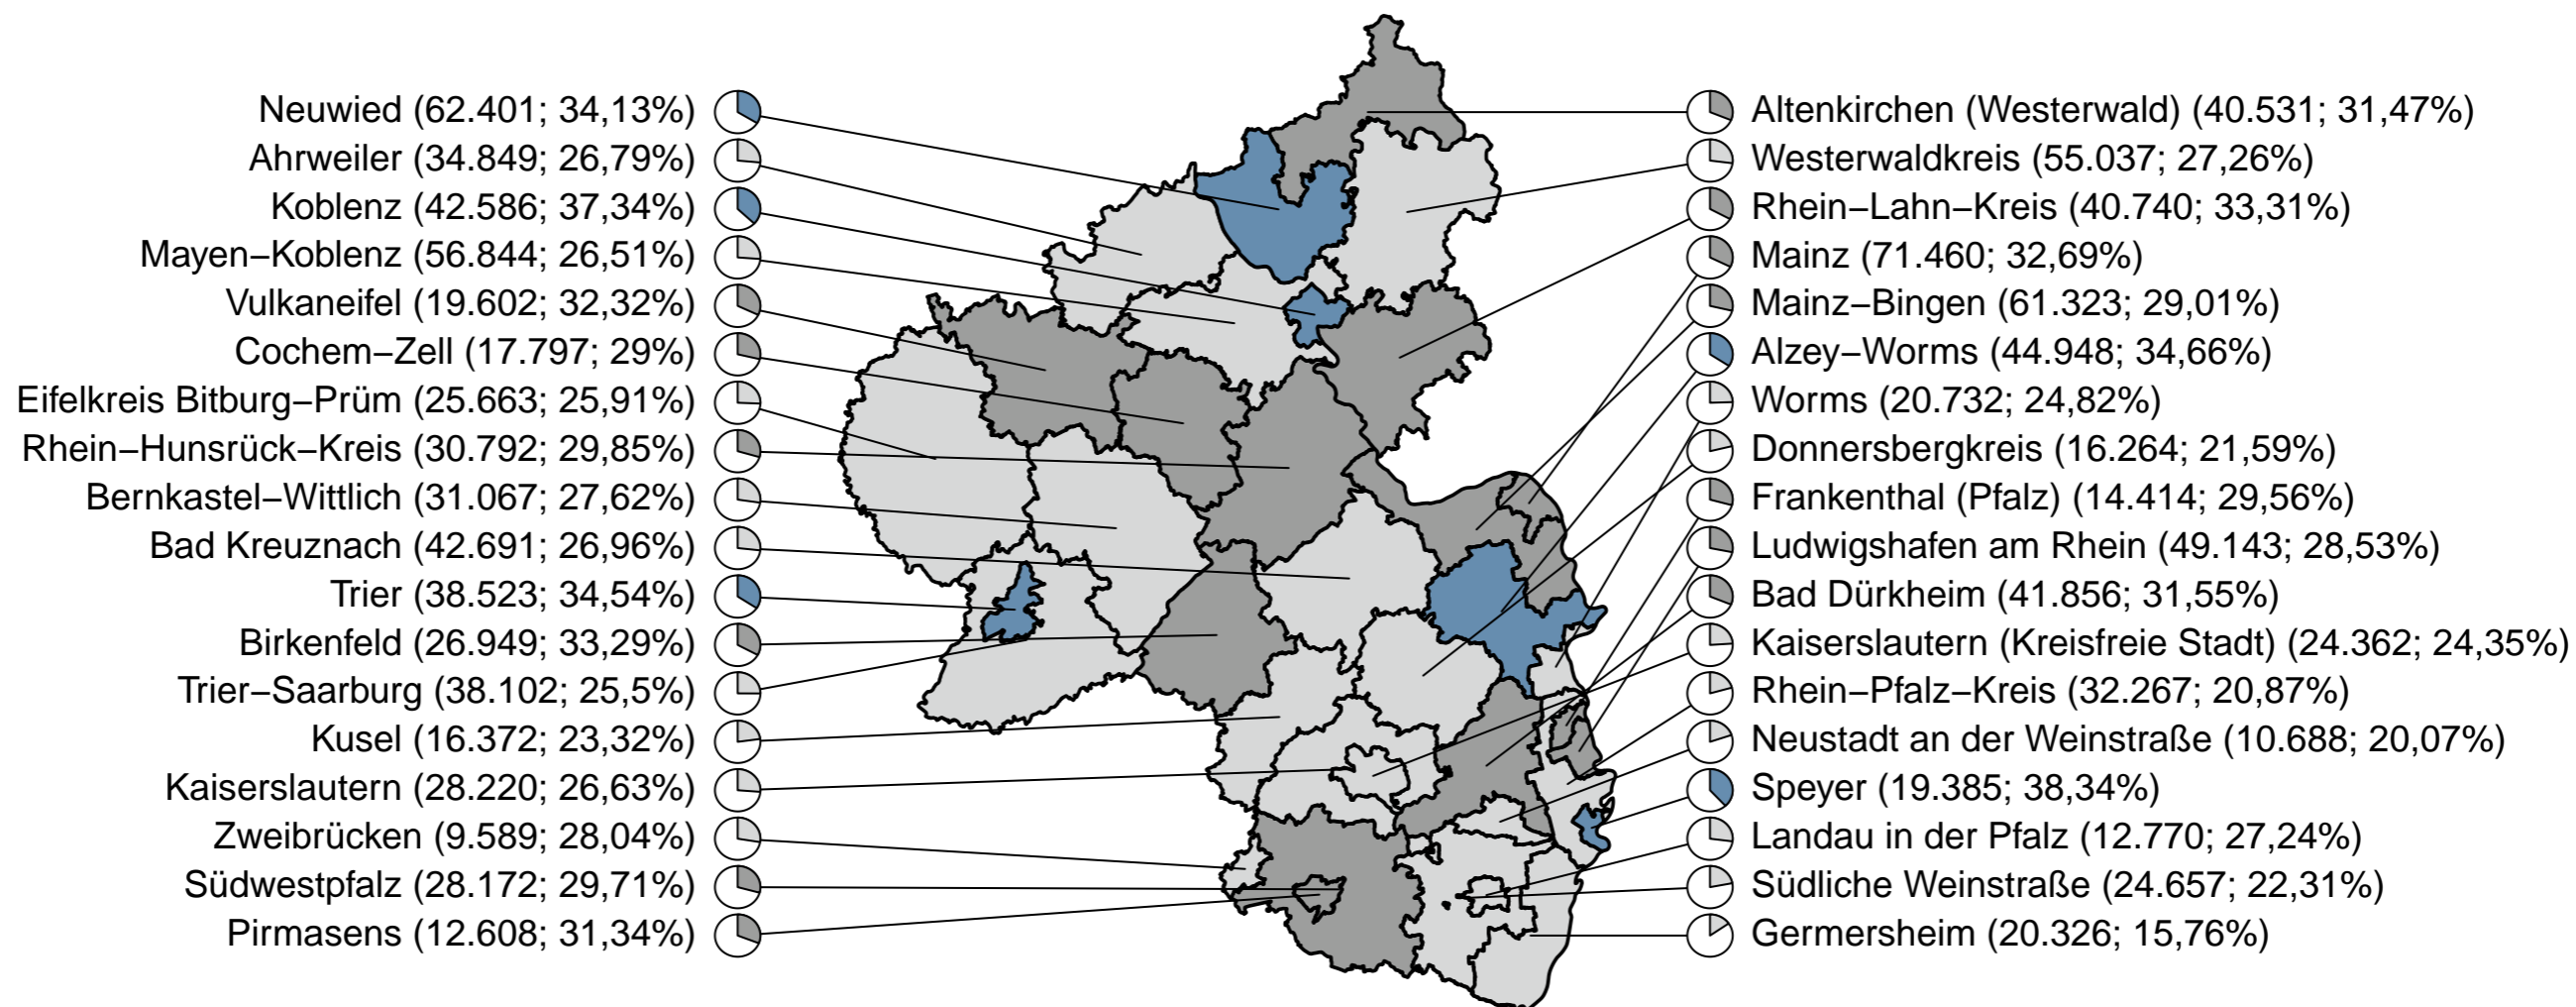 Neuwied (62.401; 34,13%)
Ahrweiler (34.849; 26,79%)
Koblenz (42.586; 37,34%)
Mayen−Koblenz (56.844; 26,51%)
Vulkaneifel (19.602; 32,32%)
Cochem−Zell (17.797; 29%)
Eifelkreis Bitburg−Prüm (25.663; 25,91%)
Rhein−Hunsrück−Kreis (30.792; 29,85%)
Bernkastel−Wittlich (31.067; 27,62%)
Bad Kreuznach (42.691; 26,96%)
Trier (38.523; 34,54%)
Birkenfeld (26.949; 33,29%)
Trier−Saarburg (38.102; 25,5%)
Kusel (16.372; 23,32%)
Kaiserslautern (28.220; 26,63%)
Zweibrücken (9.589; 28,04%)
Südwestpfalz (28.172; 29,71%)
Pirmasens (12.608; 31,34%)
Altenkirchen (Westerwald) (40.531; 31,47%)
Westerwaldkreis (55.037; 27,26%)
Rhein−Lahn−Kreis (40.740; 33,31%)
Mainz (71.460; 32,69%)
Mainz−Bingen (61.323; 29,01%)
Alzey−Worms (44.948; 34,66%)
Worms (20.732; 24,82%)
Donnersbergkreis (16.264; 21,59%)
Frankenthal (Pfalz) (14.414; 29,56%)
Ludwigshafen am Rhein (49.143; 28,53%)
Bad Dürkheim (41.856; 31,55%)
Kaiserslautern (Kreisfreie Stadt) (24.362; 24,35%)
Rhein−Pfalz−Kreis (32.267; 20,87%)
Neustadt an der Weinstraße (10.688; 20,07%)
Speyer (19.385; 38,34%)
Landau in der Pfalz (12.770; 27,24%)
Südliche Weinstraße (24.657; 22,31%)
Germersheim (20.326; 15,76%)